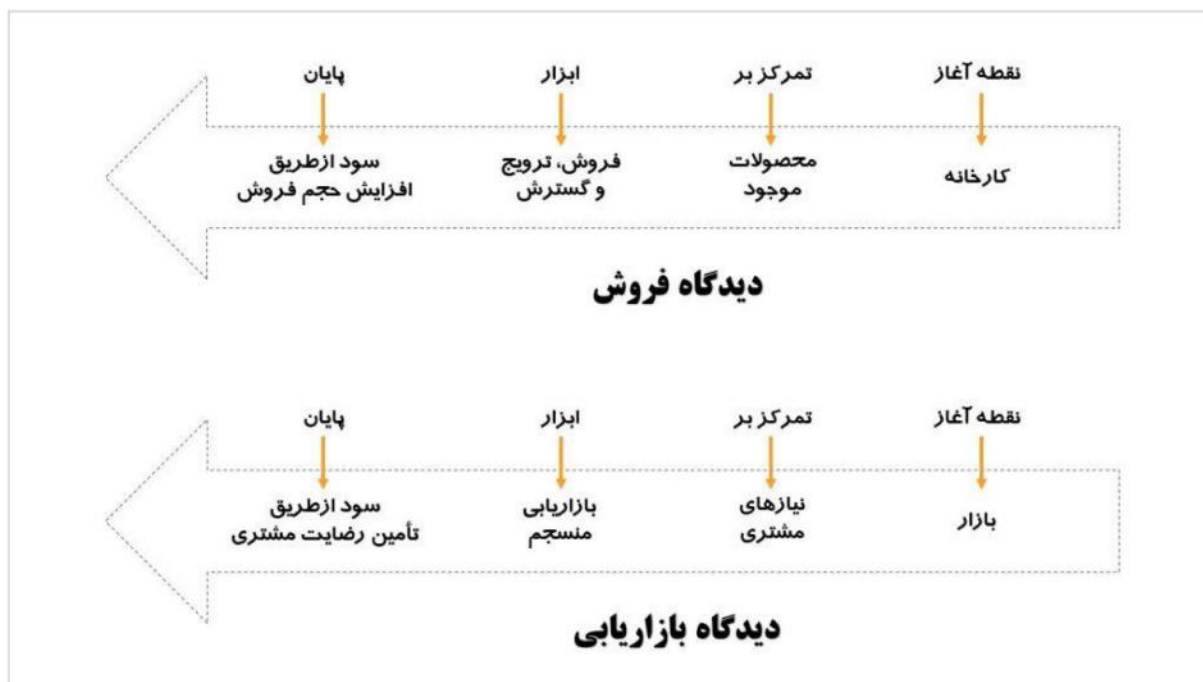 نقطه آغاز
تمرکز بر
ابزار
پایان
کارخانه
محصولات
موجود
فروش، ترویج
و گسترش
سود ازطریق
افزایش حجم فروش
دیدگاه فروش
نقطه آغاز
تمرکز بر
ابزار
پایان
بازار
نیازهای
مشتری
بازاریابی
منسجم
سود ازطریق
تأمین رضایت مشتری
دیدگاه بازاریابی